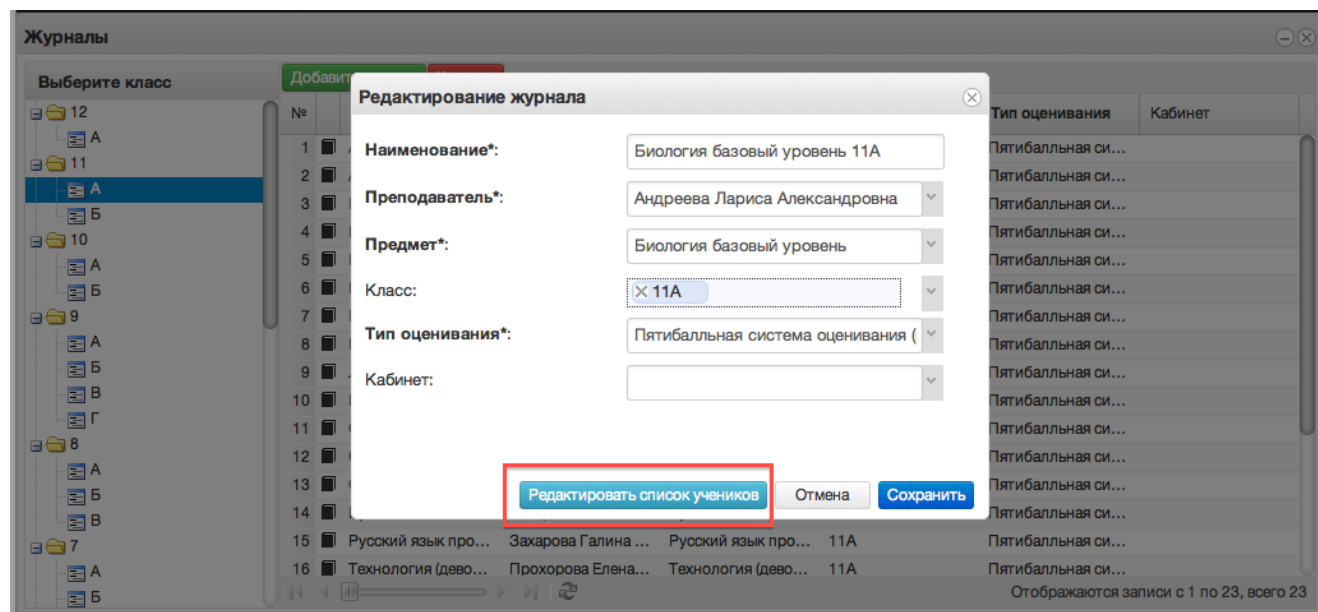 Журналы
Выберите класс
12
А
11
А
Б
10
А
Б
9
А
Б
В
Г
8
А
Б
В
7
А
Б
№ Тип оценивания Кабинет
Редактирование журнала
Наименование*: Биология базовый уровень 11А
Преподаватель*: Андреева Лариса Александровна
Предмет*: Биология базовый уровень
Класс: 11А
Тип оценивания*: Пятибалльная система оценивания (
Кабинет:
Редактировать список учеников Отмена Сохранить
1 Пятибалльная си...
2 Пятибалльная си...
3 Пятибалльная си...
4 Пятибалльная си...
5 Пятибалльная си...
6 Пятибалльная си...
7 Пятибалльная си...
8 Пятибалльная си...
9 Пятибалльная си...
10 Пятибалльная си...
11 Пятибалльная си...
12 Пятибалльная си...
13 Пятибалльная си...
14 Пятибалльная си...
15 Русский язык про... Захарова Галина ... Русский язык про... 11А Пятибалльная си...
16 Технология (дево... Прохорова Елена... Технология (дево... 11А Пятибалльная си...
Отображаются записи с 1 по 23, всего 23